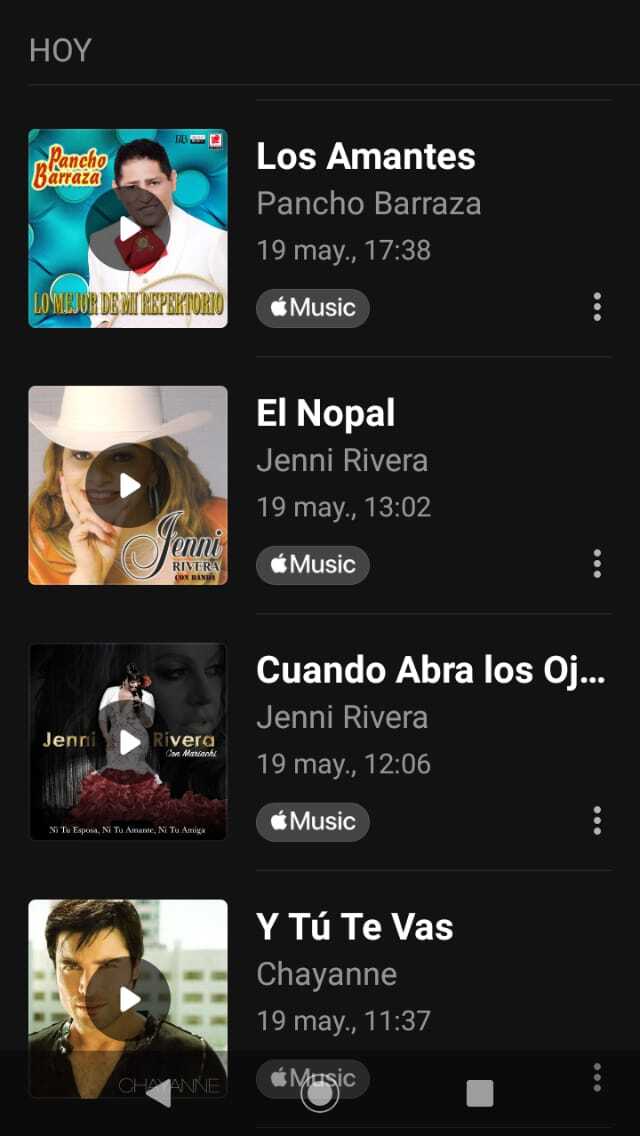 HOY
Pancho
Barraza
LO MEJOR DE MI REPERTORIO
Los Amantes
Pancho Barraza
19 may., 17:38
Music
Jenni
RIVERA
CON BANDA
El Nopal
Jenni Rivera
19 may., 13:02
Music
Jenni Rivera
Con Mariachi
Ni Tu Esposa, Ni Tu Amante, Ni Tu Amiga
Cuando Abra los Oj...
Jenni Rivera
19 may., 12:06
Music
CHAYANNE
Y Tú Te Vas
Chayanne
19 may., 11:37
Music